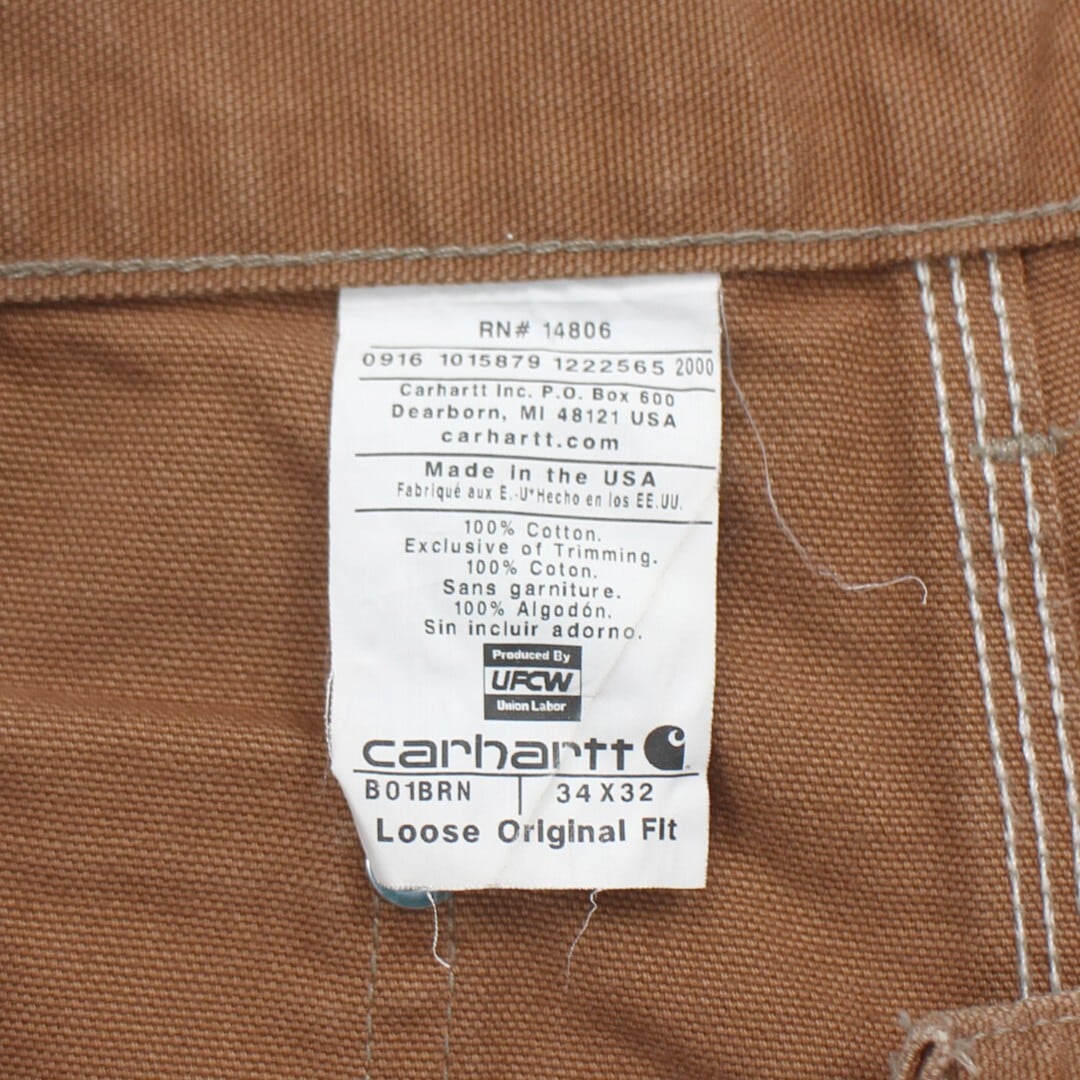 RN# 14806
0916 1015879 1222565 2000
Carhartt Inc. P.O. Box 600
Dearborn, MI 48121 USA
carhartt.com
Made in the USA
Fabriqué aux E.-U*Hecho en los EE.UU.
100% Cotton.
Exclusive of Trimming.
100% Coton.
Sans garniture.
100% Algodón.
Sin incluir adorno.
Produced By
UFCW
Union Labor
carhartt
B01BRN | 34 X 32
Loose Original Fit